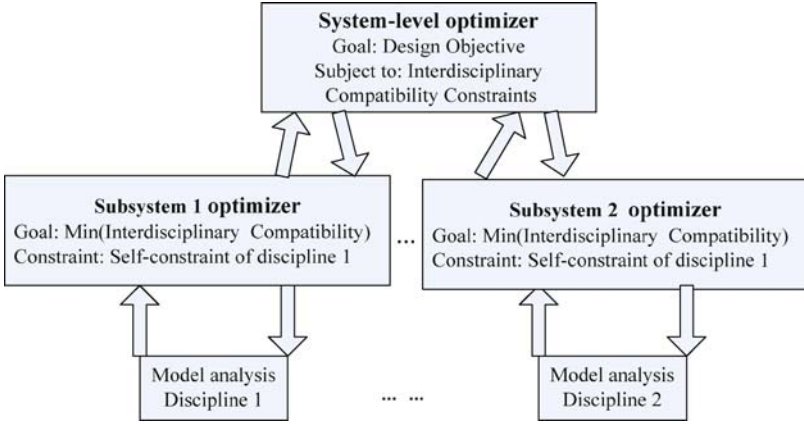 System-level optimizer
Goal: Design Objective
Subject to: Interdisciplinary
Compatibility Constraints
Subsystem 1 optimizer
Goal: Min(Interdisciplinary Compatibility)
Constraint: Self-constraint of discipline 1
...
Subsystem 2 optimizer
Goal: Min(Interdisciplinary Compatibility)
Constraint: Self-constraint of discipline 1
Model analysis
Discipline 1
... ...
Model analysis
Discipline 2